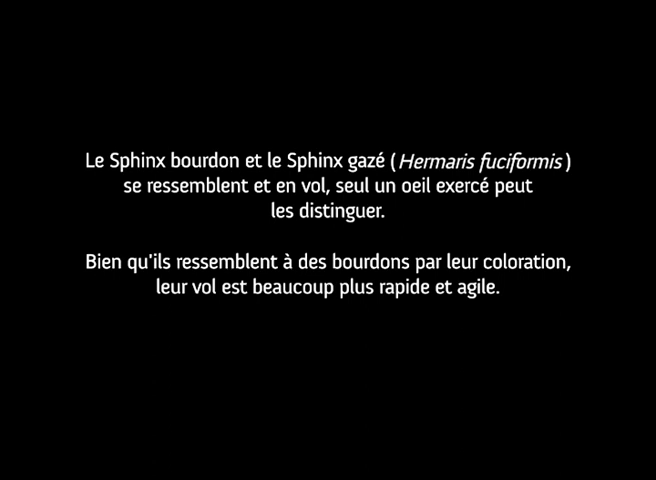 Le Sphinx bourdon et le Sphinx gazé (Hermaris fuciformis)
se ressemblent et en vol, seul un oeil exercé peut
les distinguer.
Bien qu'ils ressemblent à des bourdons par leur coloration,
leur vol est beaucoup plus rapide et agile.